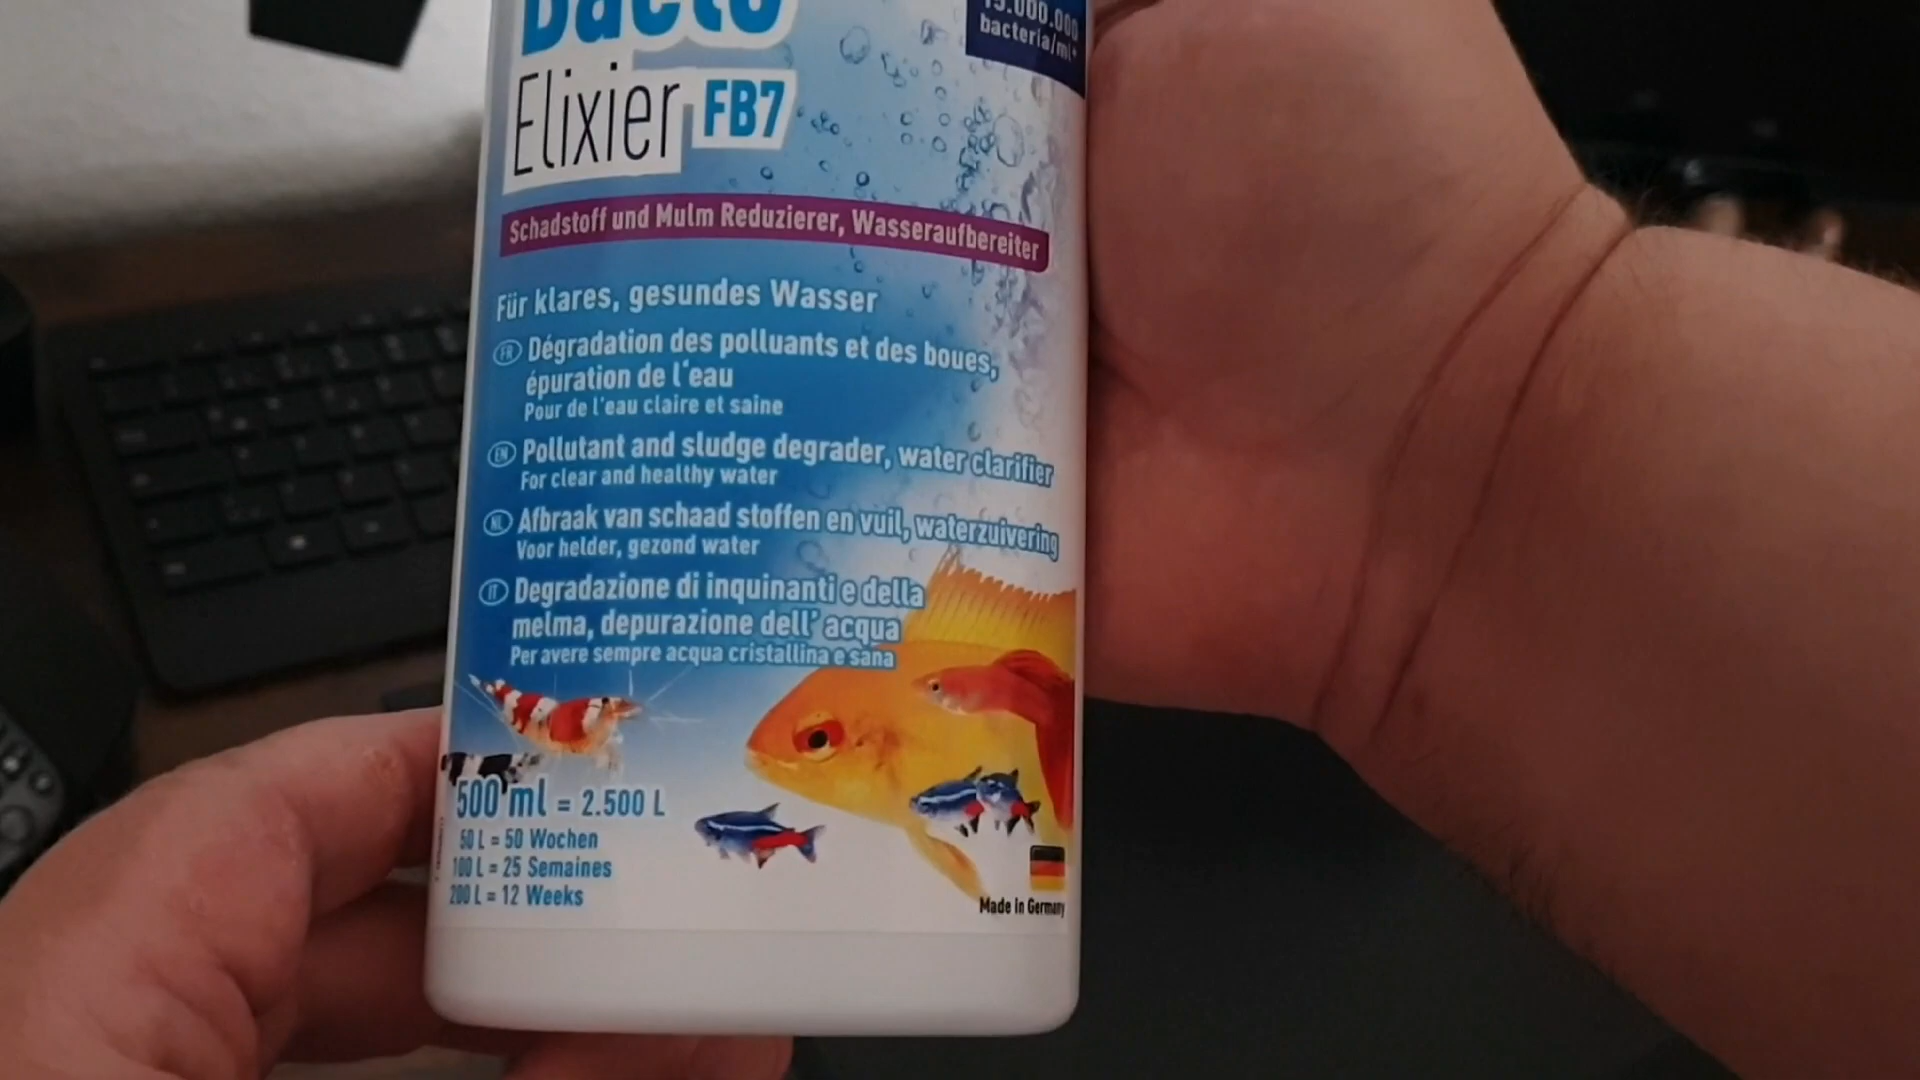 Bacto
Elixier FB7
bacteria/ml*
Schadstoff und Mulm Reduzierer, Wasseraufbereiter
Für klares, gesundes Wasser
FR Dégradation des polluants et des boues,
épuration de l'eau
Pour de l'eau claire et saine
EN Pollutant and sludge degrader, water clarifier
For clear and healthy water
NL Afbraak van schaad stoffen en vuil, waterzuivering
Voor helder, gezond water
IT Degradazione di inquinanti e della
melma, depurazione dell' acqua
Per avere sempre acqua cristallina e sana
500 ml = 2.500 L
50 L = 50 Wochen
100 L = 25 Semaines
200 L = 12 Weeks
Made in Germany